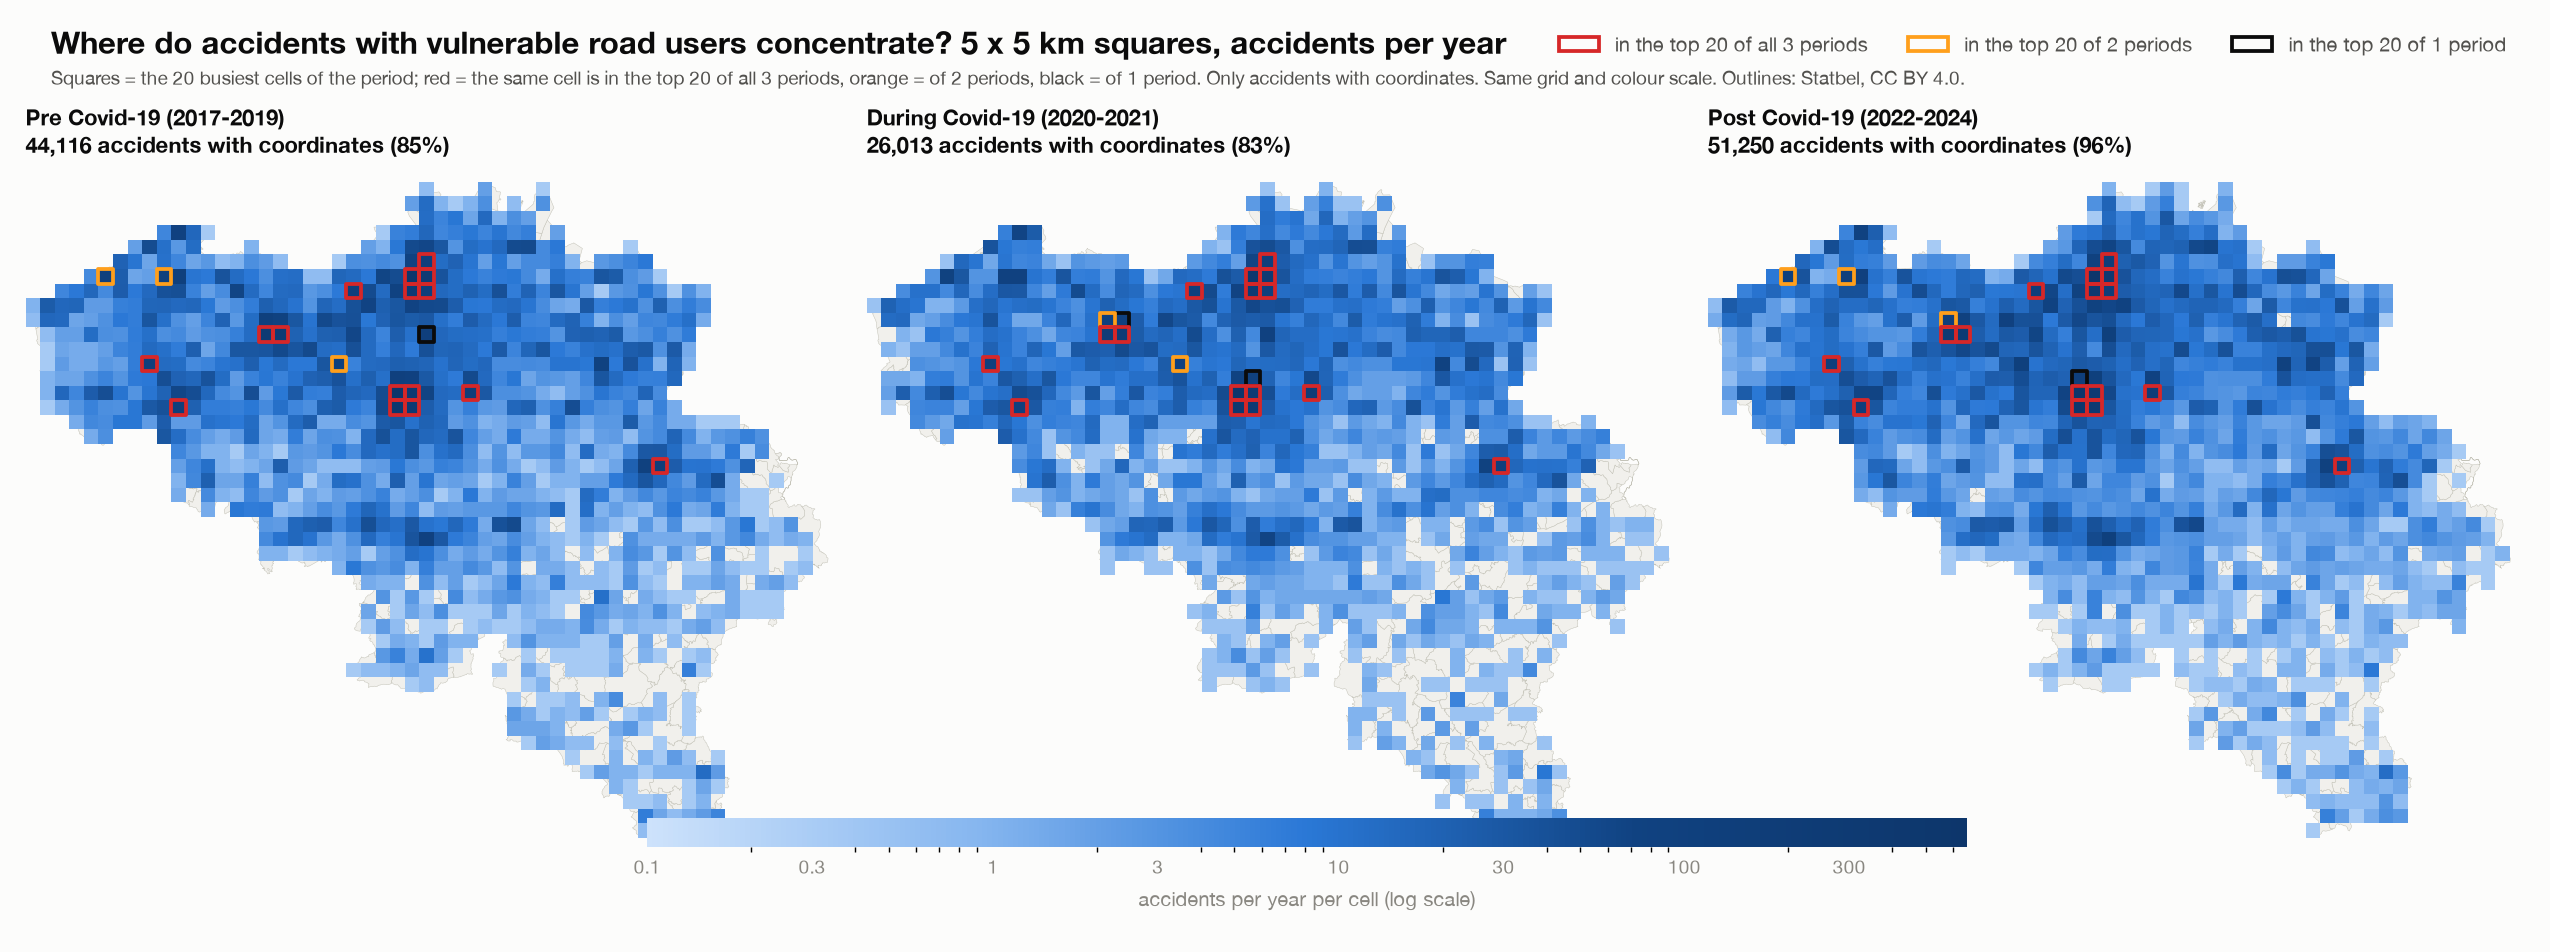 Where do accidents with vulnerable road users concentrate? 5 x 5 km squares, accidents per year
in the top 20 of all 3 periods
in the top 20 of 2 periods
in the top 20 of 1 period
Squares = the 20 busiest cells of the period; red = the same cell is in the top 20 of all 3 periods, orange = of 2 periods, black = of 1 period. Only accidents with coordinates. Same grid and colour scale. Outlines: Statbel, CC BY 4.0.
Pre Covid-19 (2017-2019)
44,116 accidents with coordinates (85%)
During Covid-19 (2020-2021)
26,013 accidents with coordinates (83%)
Post Covid-19 (2022-2024)
51,250 accidents with coordinates (96%)
0.1 0.3 1 3 10 30 100 300
accidents per year per cell (log scale)